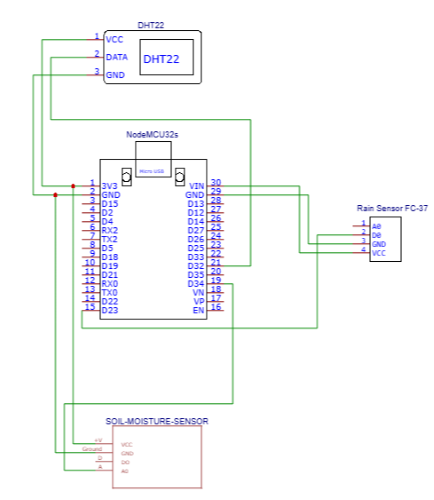 DHT22
1 VCC
2 DATA
3 GND
DHT22
NodeMCU32s
Micro USB
1 3V3
2 GND
3 D15
4 D2
5 D4
6 RX2
7 TX2
8 D5
9 D18
10 D19
11 D21
12 RX0
13 TX0
14 D22
15 D23
VIN 30
GND 29
D13 28
D12 27
D14 26
D27 25
D26 24
D25 23
D33 22
D32 21
D35 20
D34 19
VN 18
VP 17
EN 16
Rain Sensor FC-37
1 A0
2 D0
3 GND
4 VCC
SOIL-MOISTURE-SENSOR
+V VCC
Ground GND
D D0
A A0